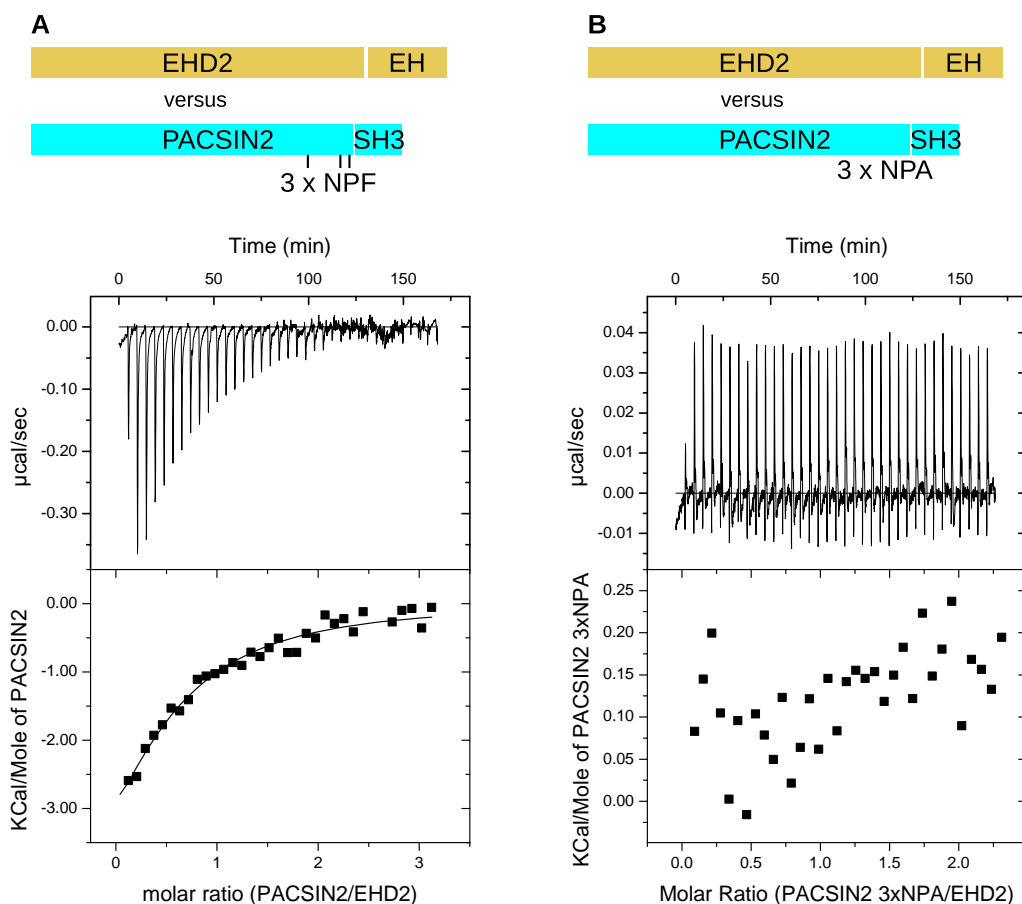 A
EHD2 EH
versus
PACSIN2 SH3
3 x NPF
Time (min)
0 50 100 150
µcal/sec
0.00
-0.10
-0.20
-0.30
KCal/Mole of PACSIN2
0.00
-1.00
-2.00
-3.00
0 1 2 3
molar ratio (PACSIN2/EHD2)
B
EHD2 EH
versus
PACSIN2 SH3
3 x NPA
Time (min)
0 50 100 150
µcal/sec
0.04
0.03
0.02
0.01
0.00
-0.01
KCal/Mole of PACSIN2 3xNPA
0.25
0.20
0.15
0.10
0.05
0.00
0.0 0.5 1.0 1.5 2.0
Molar Ratio (PACSIN2 3xNPA/EHD2)